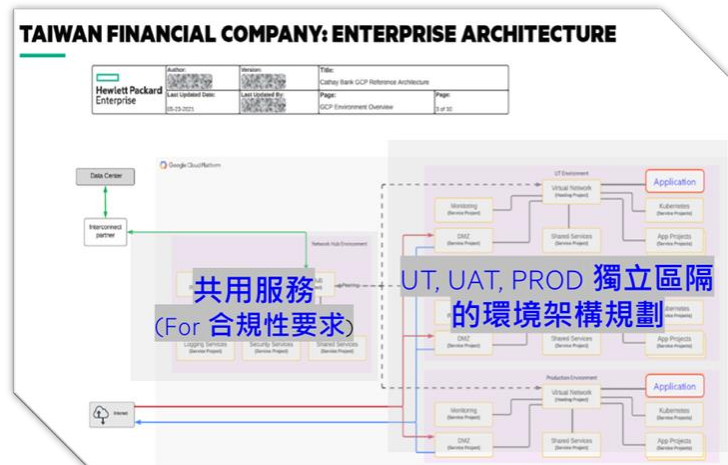 TAIWAN FINANCIAL COMPANY: ENTERPRISE ARCHITECTURE
Hewlett Packard
Enterprise
Author:
Version:
Title:
Cathay Bank GCP Reference Architecture
Last Updated Date:
Last Updated By:
Page:
Page:
05-23-2021
GCP Environment Overview
3 of 10
Google Cloud Platform
Data Center
Interconnect
partner
Network Hub Environment
共用服務
(For 合規性要求)
Peering
Logging Services
(Service Project)
Security Services
(Service Project)
Shared Services
(Service Project)
Internet
UT Environment
Virtual Network
(Hosting Project)
Application
Monitoring
(Service Project)
Kubernetes
(Service Projects)
DMZ
(Service Project)
Shared Services
(Service Project)
App Projects
(Service Projects)
UT, UAT, PROD 獨立區隔
的環境架構規劃
DMZ
(Service Project)
Shared Services
(Service Project)
App Projects
(Service Projects)
Production Environment
Virtual Network
(Hosting Project)
Application
Monitoring
(Service Project)
Kubernetes
(Service Projects)
DMZ
(Service Project)
Shared Services
(Service Project)
App Projects
(Service Projects)